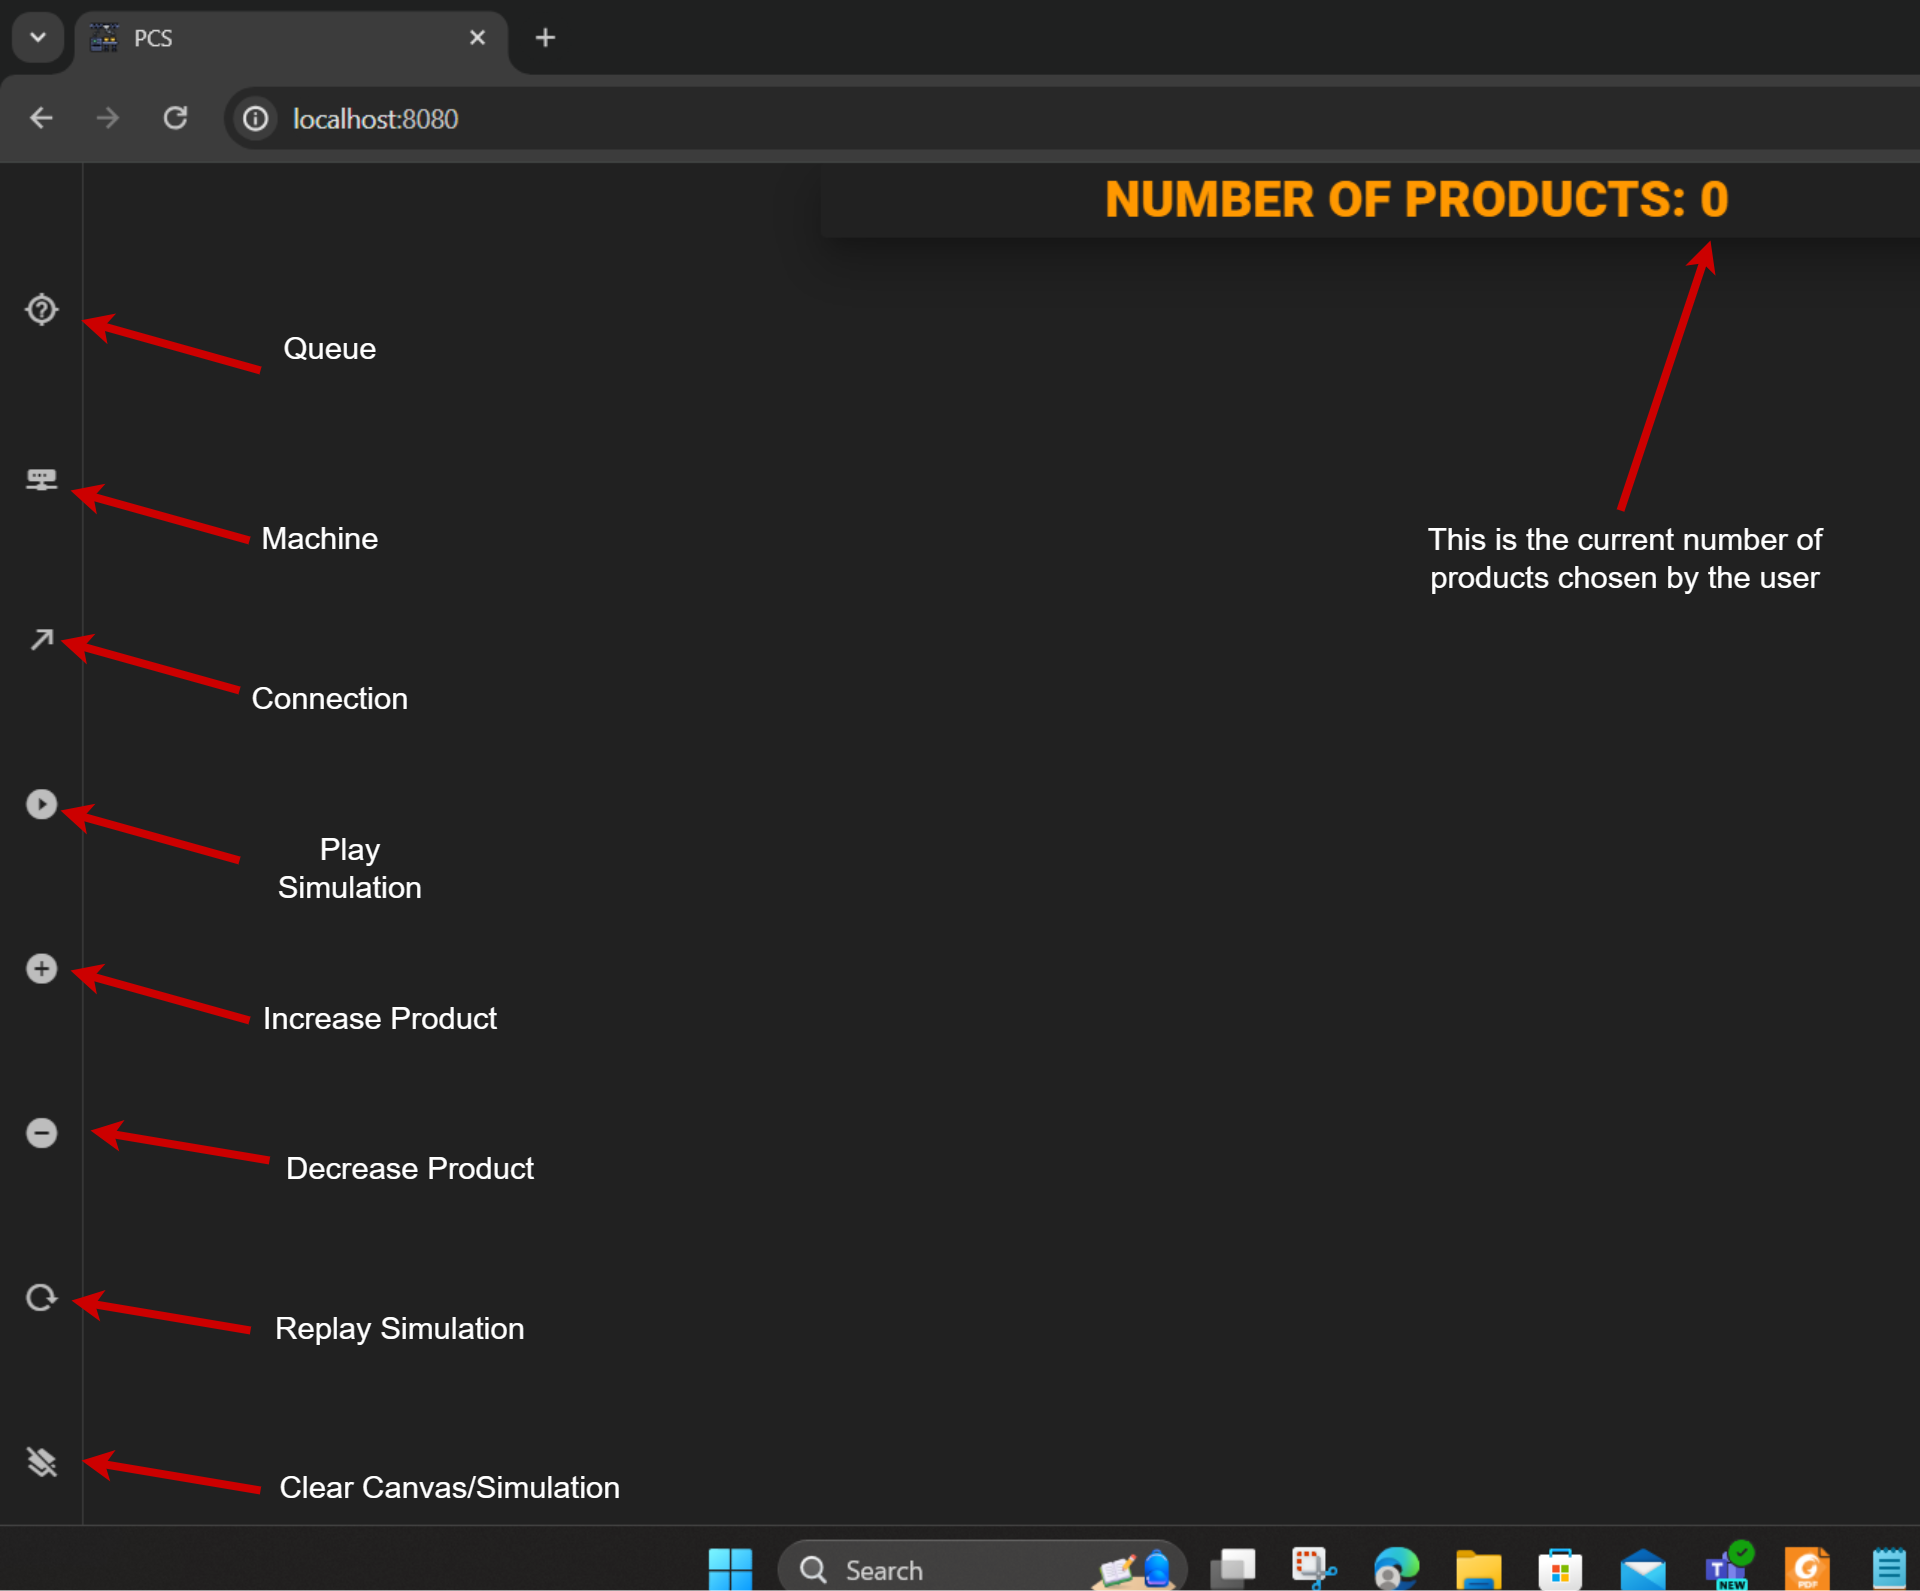 PCS
localhost:8080
NUMBER OF PRODUCTS: 0
Queue
Machine
This is the current number of
products chosen by the user
Connection
Play
Simulation
Increase Product
Decrease Product
Replay Simulation
Clear Canvas/Simulation
Search
T
NEW
PDF